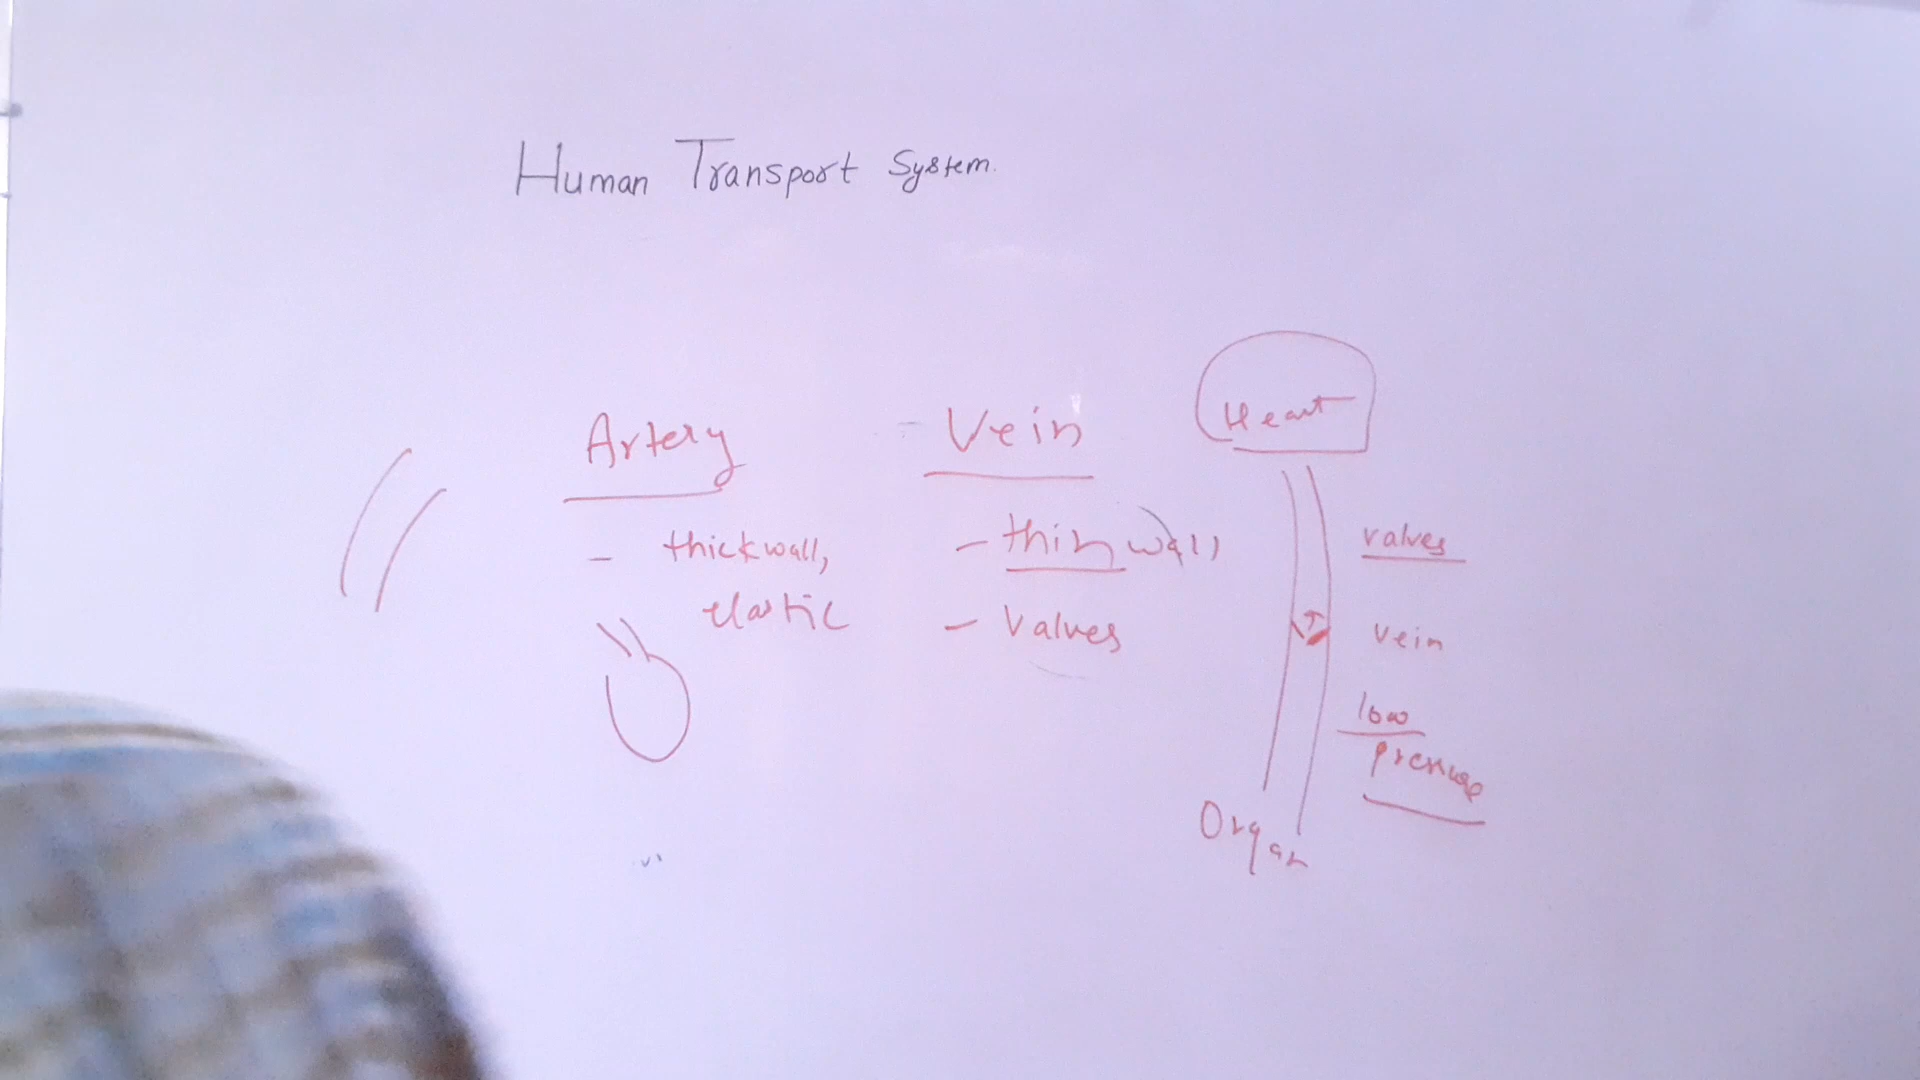 Human Transport System.
Artery
- thick wall,
elastic
Vein
- thin wall
- Valves
Heart
valves
vein
low
pressure
Organ